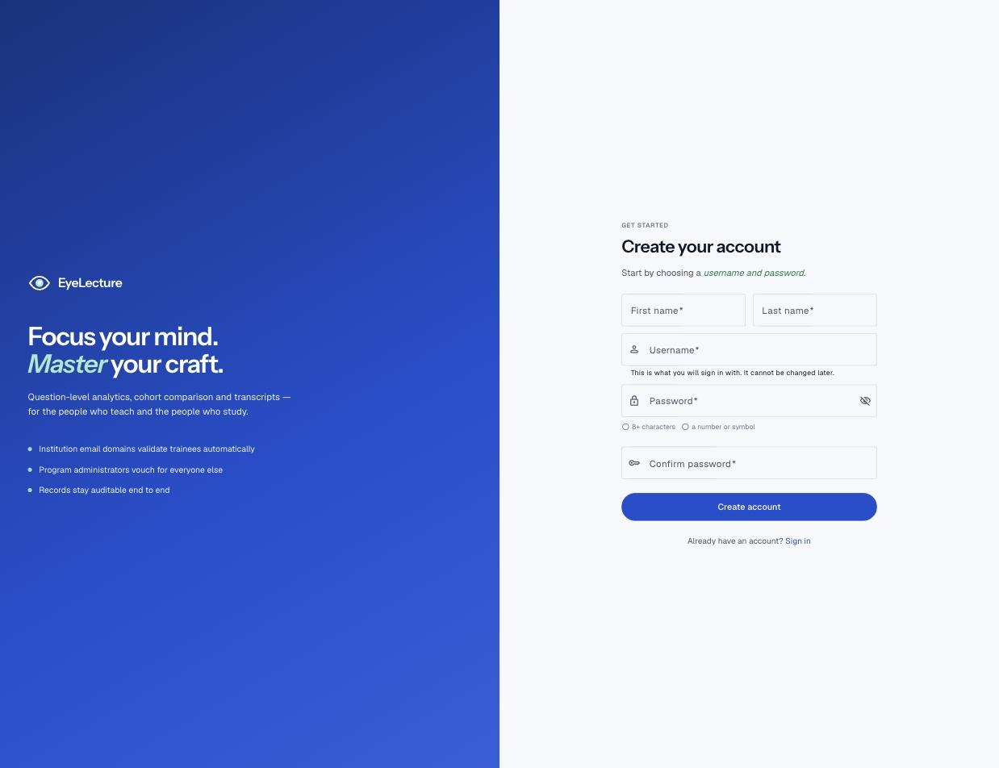 EyeLecture
Focus your mind.
Master your craft.
Question-level analytics, cohort comparison and transcripts —
for the people who teach and the people who study.
Institution email domains validate trainees automatically
Program administrators vouch for everyone else
Records stay auditable end to end
GET STARTED
Create your account
Start by choosing a username and password.
First name*
Last name*
Username*
This is what you will sign in with. It cannot be changed later.
Password*
8+ characters
a number or symbol
Confirm password*
Create account
Already have an account? Sign in